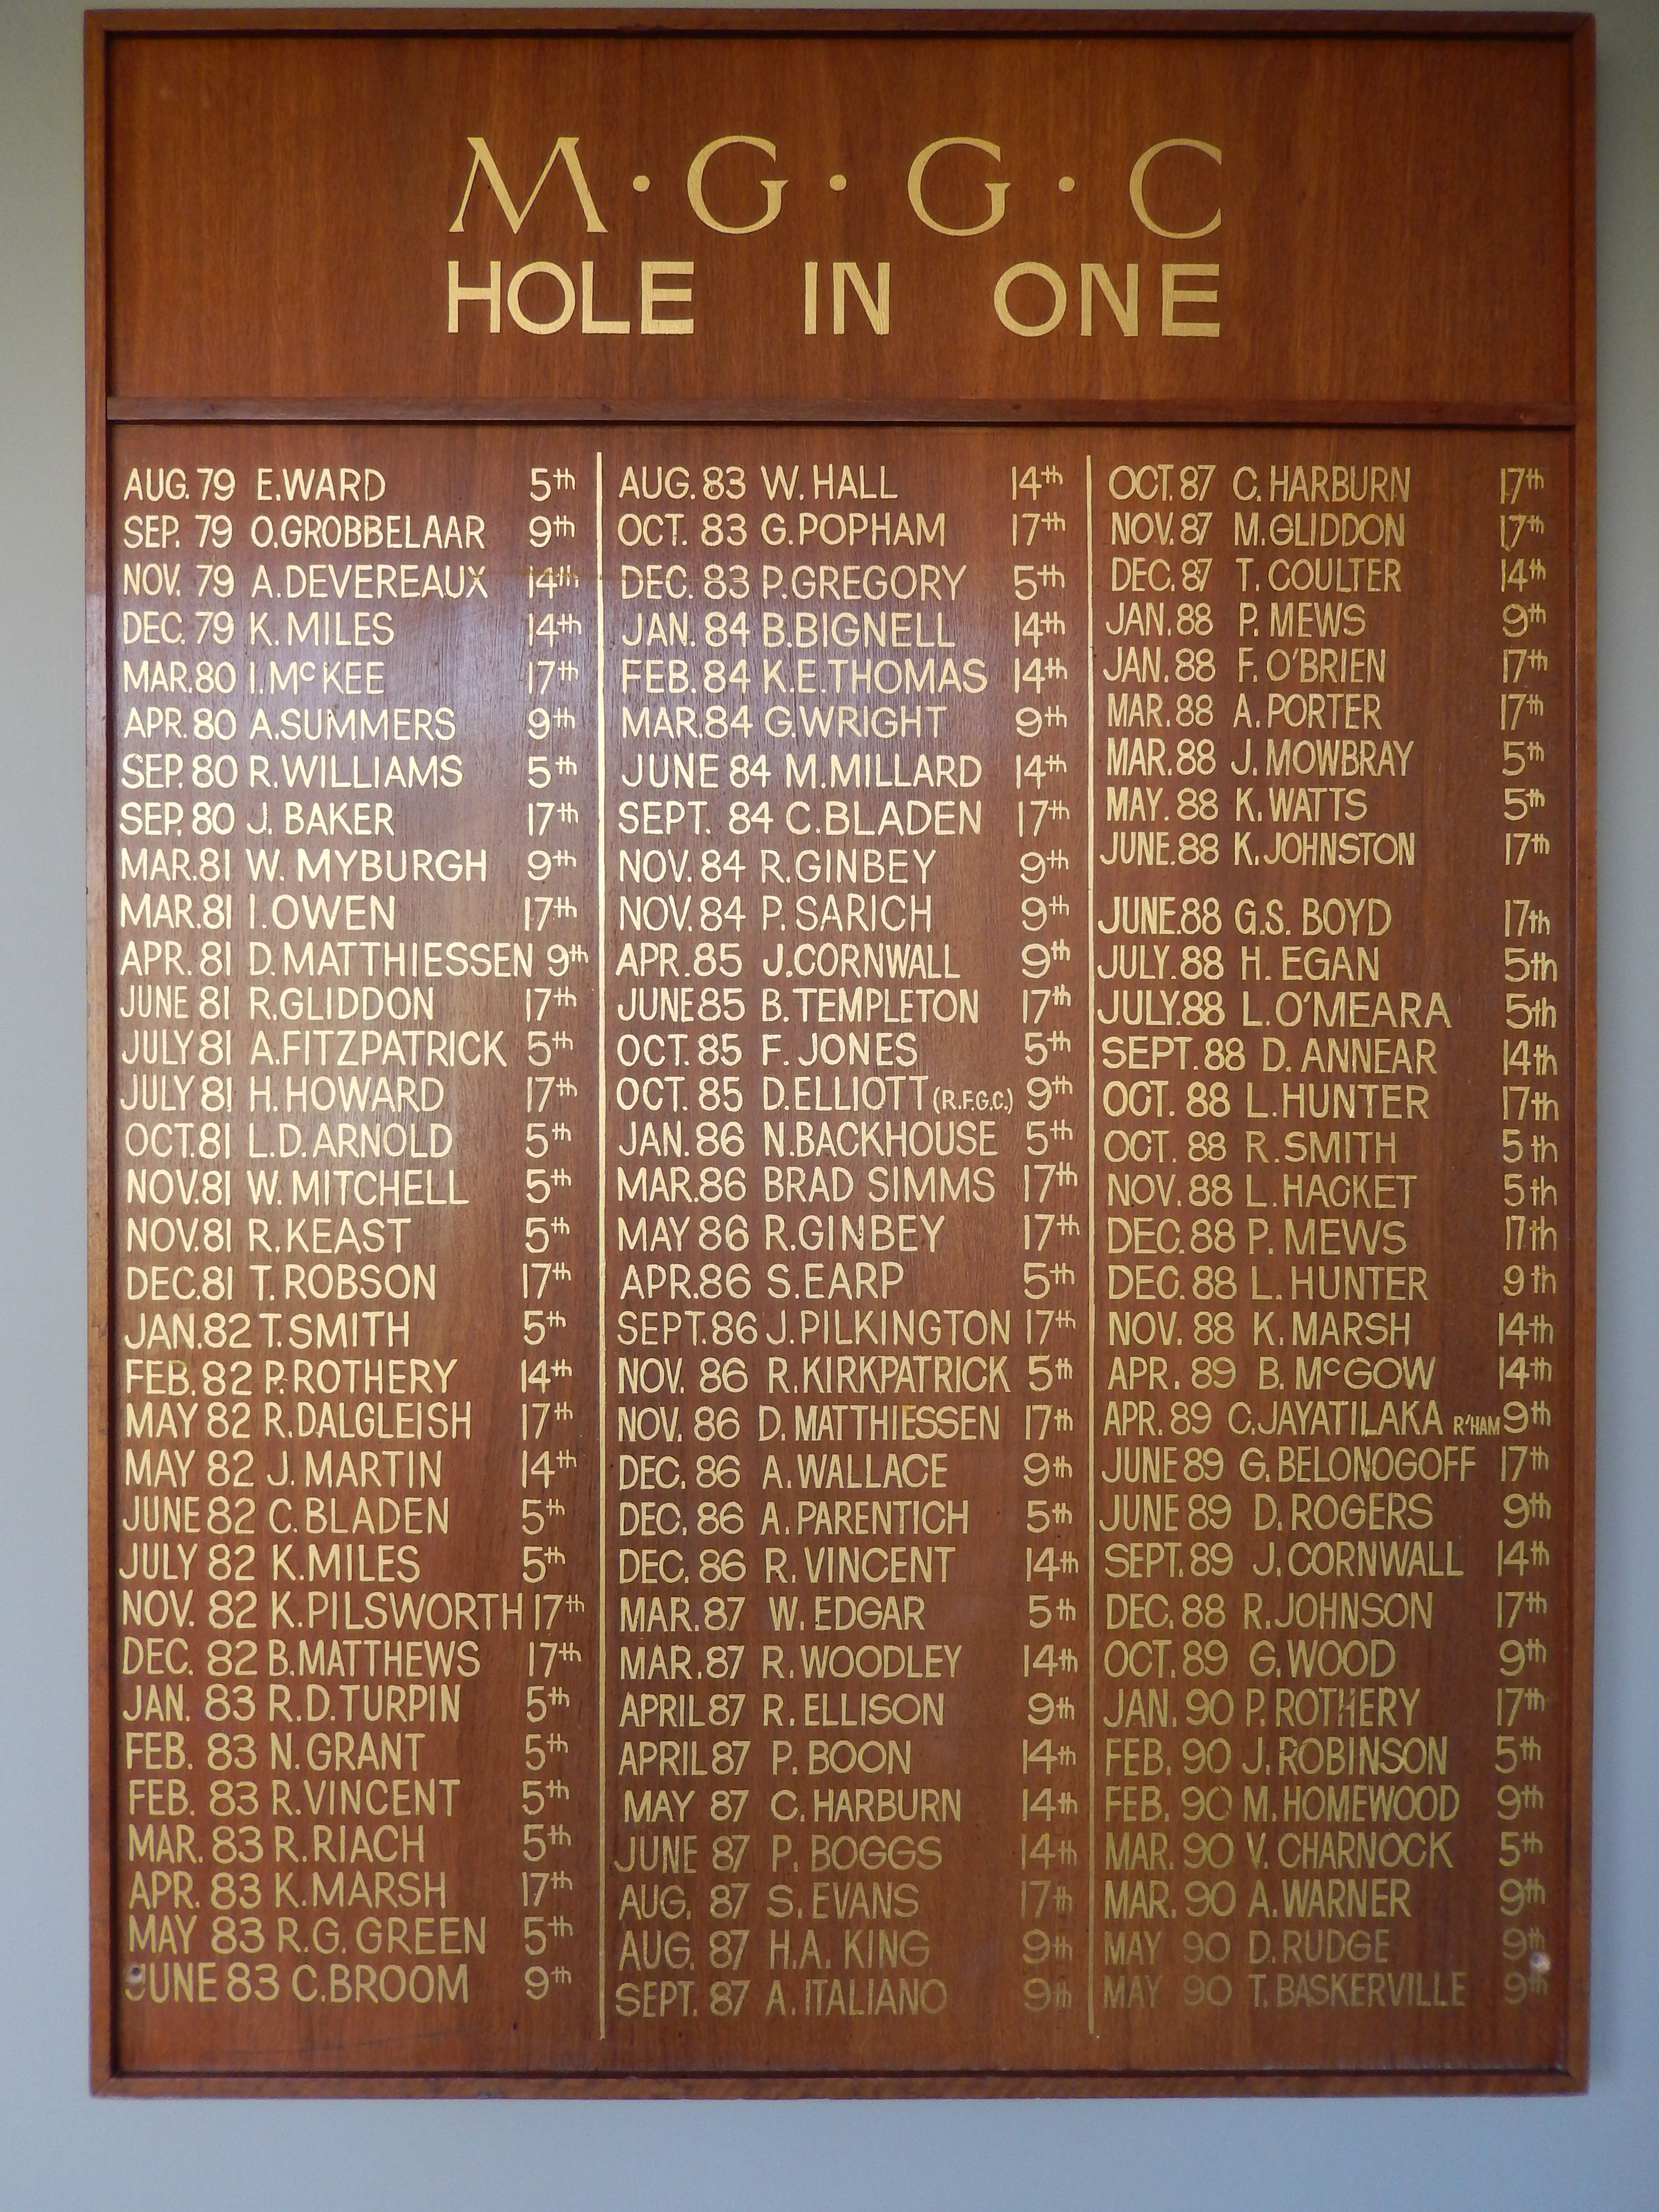 M·G·G·C
HOLE IN ONE
AUG. 79 E.WARD 5th
SEP. 79 O.GROBBELAAR 9th
NOV. 79 A.DEVEREAUX 14th
DEC. 79 K.MILES 14th
MAR.80 I.McKEE 17th
APR. 80 A.SUMMERS 9th
SEP. 80 R.WILLIAMS 5th
SEP. 80 J. BAKER 17th
MAR.81 W. MYBURGH 9th
MAR.81 I.OWEN 17th
APR. 81 D.MATTHIESSEN 9th
JUNE 81 R.GLIDDON 17th
JULY 81 A.FITZPATRICK 5th
JULY 81 H.HOWARD 17th
OCT.81 L.D.ARNOLD 5th
NOV.81 W.MITCHELL 5th
NOV.81 R.KEAST 5th
DEC.81 T.ROBSON 17th
JAN.82 T.SMITH 5th
FEB. 82 P.ROTHERY 14th
MAY 82 R.DALGLEISH 17th
MAY 82 J.MARTIN 14th
JUNE 82 C.BLADEN 5th
JULY 82 K.MILES 5th
NOV. 82 K.PILSWORTH 17th
DEC. 82 B.MATTHEWS 17th
JAN. 83 R.D.TURPIN 5th
FEB. 83 N.GRANT 5th
FEB. 83 R.VINCENT 5th
MAR. 83 R.RIACH 5th
APR. 83 K.MARSH 17th
MAY 83 R.G.GREEN 5th
JUNE 83 C.BROOM 9th
AUG. 83 W.HALL 14th
OCT. 83 G.POPHAM 17th
DEC. 83 P.GREGORY 5th
JAN. 84 B.BIGNELL 14th
FEB. 84 K.E.THOMAS 14th
MAR.84 G.WRIGHT 9th
JUNE 84 M.MILLARD 14th
SEPT. 84 C.BLADEN 17th
NOV. 84 R.GINBEY 9th
NOV. 84 P. SARICH 9th
APR. 85 J.CORNWALL 9th
JUNE 85 B.TEMPLETON 17th
OCT. 85 F. JONES 5th
OCT. 85 D.ELLIOTT (R.F.G.C.) 9th
JAN. 86 N.BACKHOUSE 5th
MAR.86 BRAD SIMMS 17th
MAY 86 R.GINBEY 17th
APR.86 S.EARP 5th
SEPT.86 J.PILKINGTON 17th
NOV. 86 R.KIRKPATRICK 5th
NOV. 86 D. MATTHIESSEN 17th
DEC. 86 A.WALLACE 9th
DEC. 86 A.PARENTICH 5th
DEC. 86 R.VINCENT 14th
MAR.87 W. EDGAR 5th
MAR.87 R.WOODLEY 14th
APRIL 87 R. ELLISON 9th
APRIL 87 P. BOON 14th
MAY 87 C.HARBURN 14th
JUNE 87 P. BOGGS 14th
AUG. 87 S.EVANS 17th
AUG. 87 H.A. KING 9th
SEPT. 87 A. ITALIANO 9th
OCT.87 C.HARBURN 17th
NOV.87 M.GLIDDON 17th
DEC.87 T.COULTER 14th
JAN.88 P. MEWS 9th
JAN.88 F. O'BRIEN 17th
MAR.88 A.PORTER 17th
MAR.88 J. MOWBRAY 5th
MAY.88 K.WATTS 5th
JUNE.88 K.JOHNSTON 17th
JUNE.88 G.S. BOYD 17th
JULY.88 H. EGAN 5th
JULY.88 L.O'MEARA 5th
SEPT.88 D. ANNEAR 14th
OCT. 88 L.HUNTER 17th
OCT. 88 R.SMITH 5th
NOV. 88 L.HACKET 5th
DEC.88 P. MEWS 17th
DEC. 88 L. HUNTER 9th
NOV. 88 K. MARSH 14th
APR. 89 B. McGOW 14th
APR. 89 C.JAYATILAKA R'HAM 9th
JUNE 89 G.BELONOGOFF 17th
JUNE 89 D.ROGERS 9th
SEPT. 89 J.CORNWALL 14th
DEC. 88 R.JOHNSON 17th
OCT. 89 G.WOOD 9th
JAN. 90 P.ROTHERY 17th
FEB. 90 J.ROBINSON 5th
FEB. 90 M.HOMEWOOD 9th
MAR. 90 V. CHARNOCK 5th
MAR. 90 A.WARNER 9th
MAY 90 D.RUDGE 9th
MAY 90 T.BASKERVILLE 9th